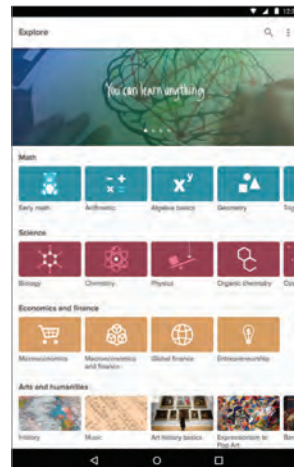 Explore
You can learn anything
Math
Early math
Arithmetic
Algebra basics
Geometry
Science
Biology
Chemistry
Physics
Organic chemistry
Economics and finance
Microeconomics
Macroeconomics and finance
Global finance
Entrepreneurship
Arts and humanities
History
Music
Art history basics
Expressionism to Pop Art